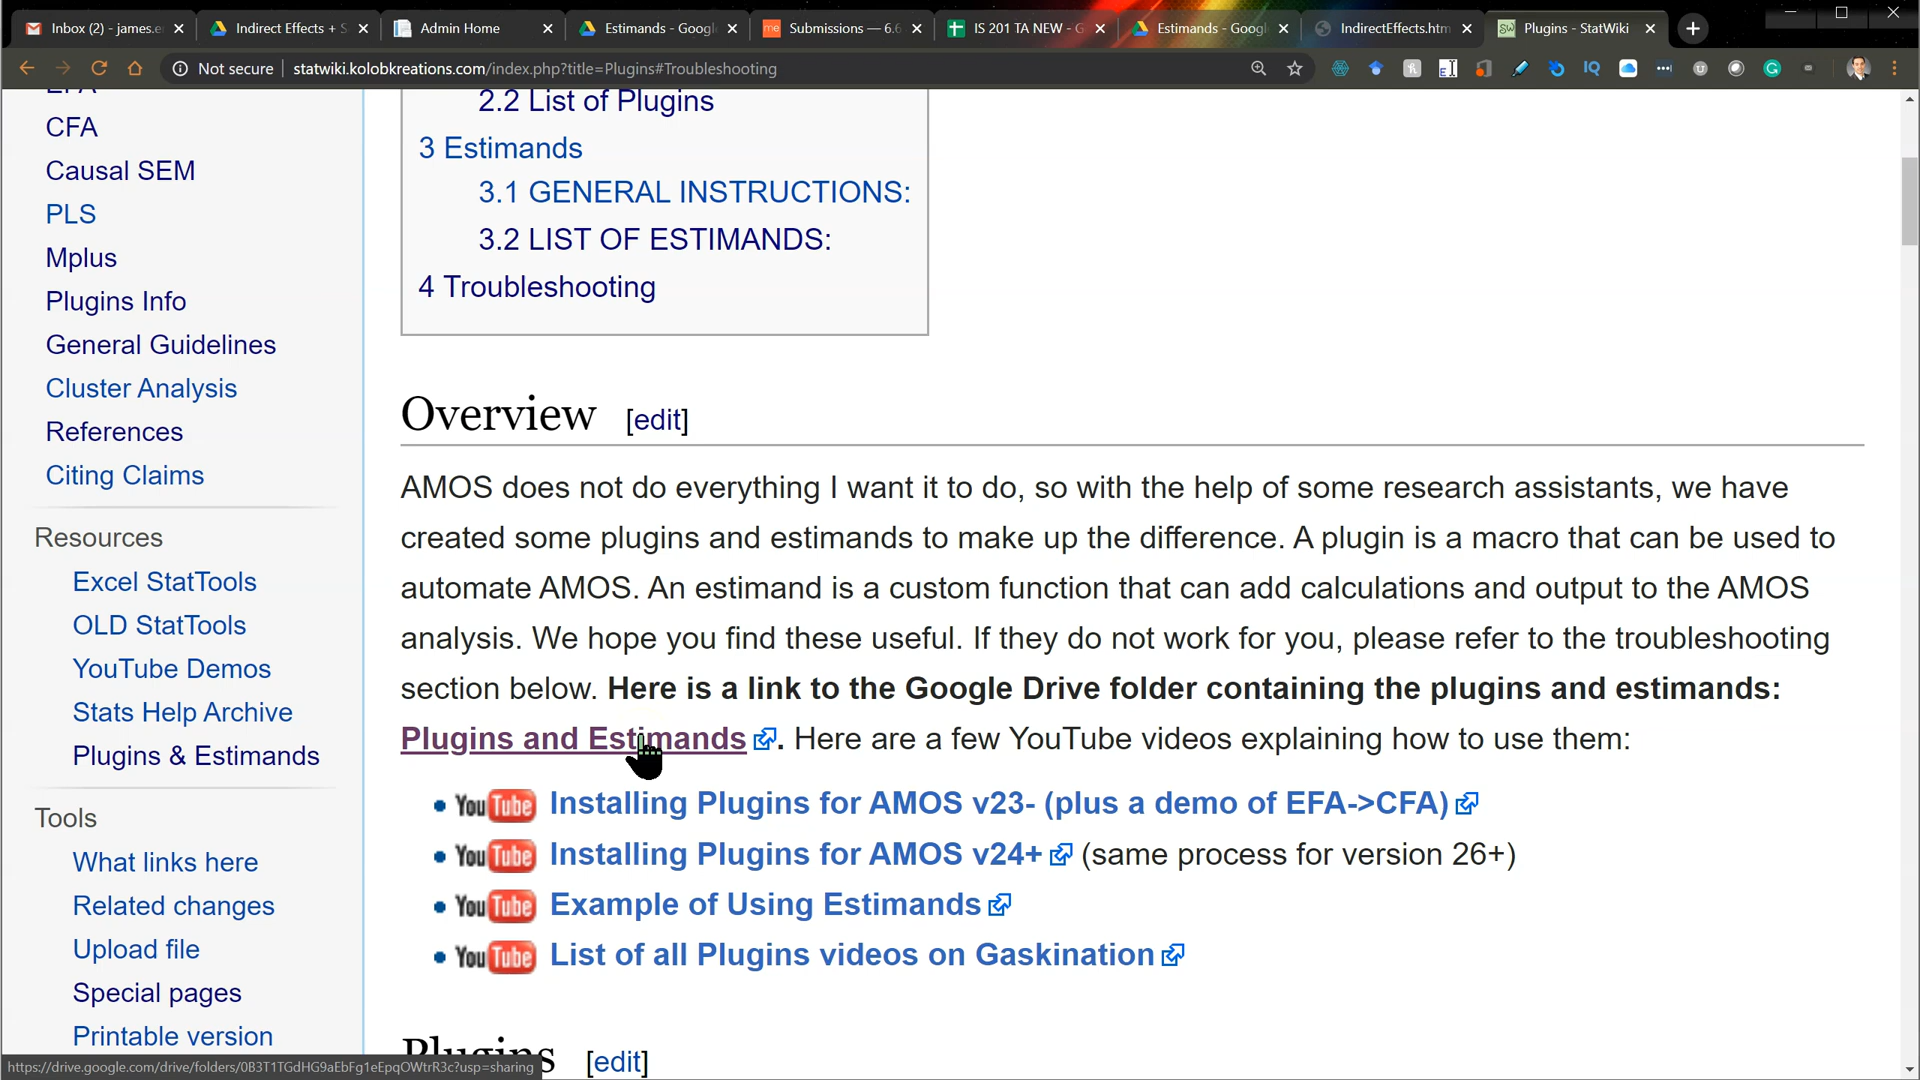 Inbox (2) - james.e
Indirect Effects + S
Admin Home
Estimands - Google
Submissions — 6.6
IS 201 TA NEW - G
Estimands - Googl
IndirectEffects.htm
Plugins - StatWiki
Not secure | statwiki.kolobkreations.com/index.php?title=Plugins#Troubleshooting
EFA
CFA
Causal SEM
PLS
Mplus
Plugins Info
General Guidelines
Cluster Analysis
References
Citing Claims
Resources
Excel StatTools
OLD StatTools
YouTube Demos
Stats Help Archive
Plugins & Estimands
Tools
What links here
Related changes
Upload file
Special pages
Printable version
2.2 List of Plugins
3 Estimands
3.1 GENERAL INSTRUCTIONS:
3.2 LIST OF ESTIMANDS:
4 Troubleshooting
Overview [edit]
AMOS does not do everything I want it to do, so with the help of some research assistants, we have
created some plugins and estimands to make up the difference. A plugin is a macro that can be used to
automate AMOS. An estimand is a custom function that can add calculations and output to the AMOS
analysis. We hope you find these useful. If they do not work for you, please refer to the troubleshooting
section below. Here is a link to the Google Drive folder containing the plugins and estimands:
Plugins and Estimands. Here are a few YouTube videos explaining how to use them:
YouTube Installing Plugins for AMOS v23- (plus a demo of EFA->CFA)
YouTube Installing Plugins for AMOS v24+ (same process for version 26+)
YouTube Example of Using Estimands
YouTube List of all Plugins videos on Gaskination
Plugins [edit]
https://drive.google.com/drive/folders/0B3T1TGdHG9aEbFg1eEpqOWtrR3c?usp=sharing